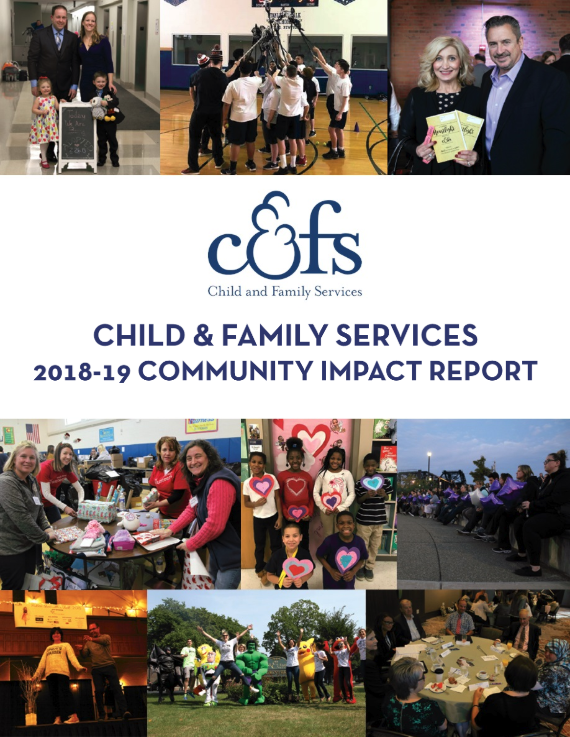 c&fs
Child and Family Services
CHILD & FAMILY SERVICES
2018-19 COMMUNITY IMPACT REPORT